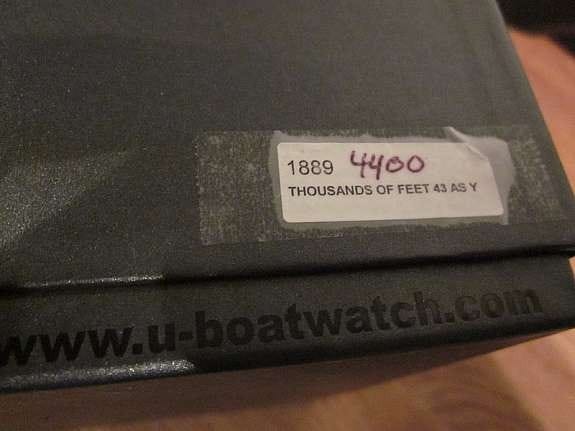 1889 4400
THOUSANDS OF FEET 43 AS Y
www.u-boatwatch.com